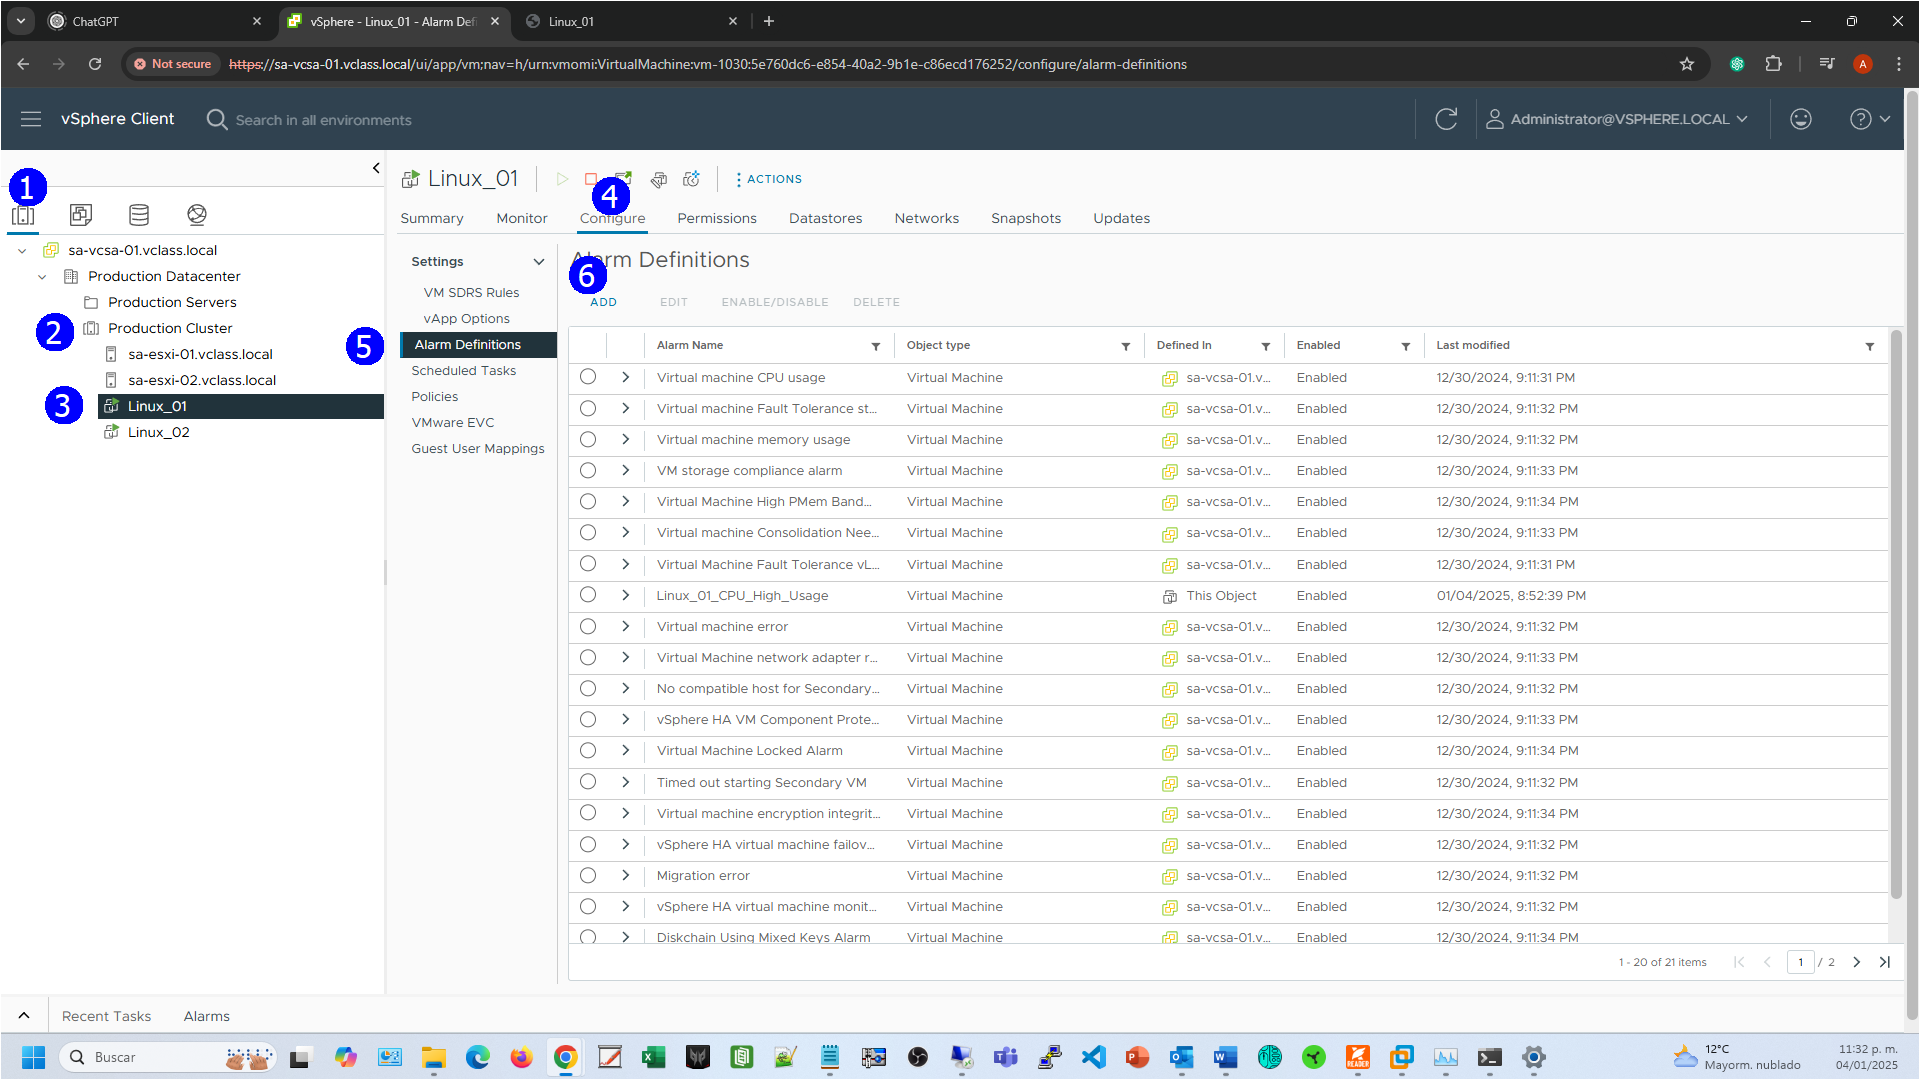 ChatGPT
vSphere - Linux_01 - Alarm Defi
Linux_01
Not secure
https://sa-vcsa-01.vclass.local/ui/app/vm;nav=h/urn:vmomi:VirtualMachine:vm-1030:5e760dc6-e854-40a2-9b1e-c86ecd176252/configure/alarm-definitions
A
vSphere Client
Search in all environments
Administrator@VSPHERE.LOCAL
1
sa-vcsa-01.vclass.local
Production Datacenter
Production Servers
2
Production Cluster
sa-esxi-01.vclass.local
sa-esxi-02.vclass.local
3
Linux_01
Linux_02
Linux_01
ACTIONS
4
Summary
Monitor
Configure
Permissions
Datastores
Networks
Snapshots
Updates
Settings
VM SDRS Rules
vApp Options
5
Alarm Definitions
Scheduled Tasks
Policies
VMware EVC
Guest User Mappings
Alarm Definitions
6
ADD
EDIT
ENABLE/DISABLE
DELETE
Alarm Name Object type Defined In Enabled Last modified
Virtual machine CPU usage Virtual Machine sa-vcsa-01.v... Enabled 12/30/2024, 9:11:31 PM
Virtual machine Fault Tolerance st... Virtual Machine sa-vcsa-01.v... Enabled 12/30/2024, 9:11:32 PM
Virtual machine memory usage Virtual Machine sa-vcsa-01.v... Enabled 12/30/2024, 9:11:32 PM
VM storage compliance alarm Virtual Machine sa-vcsa-01.v... Enabled 12/30/2024, 9:11:33 PM
Virtual Machine High PMem Band... Virtual Machine sa-vcsa-01.v... Enabled 12/30/2024, 9:11:34 PM
Virtual machine Consolidation Nee... Virtual Machine sa-vcsa-01.v... Enabled 12/30/2024, 9:11:33 PM
Virtual Machine Fault Tolerance vL... Virtual Machine sa-vcsa-01.v... Enabled 12/30/2024, 9:11:31 PM
Linux_01_CPU_High_Usage Virtual Machine This Object Enabled 01/04/2025, 8:52:39 PM
Virtual machine error Virtual Machine sa-vcsa-01.v... Enabled 12/30/2024, 9:11:32 PM
Virtual Machine network adapter r... Virtual Machine sa-vcsa-01.v... Enabled 12/30/2024, 9:11:33 PM
No compatible host for Secondary... Virtual Machine sa-vcsa-01.v... Enabled 12/30/2024, 9:11:32 PM
vSphere HA VM Component Prote... Virtual Machine sa-vcsa-01.v... Enabled 12/30/2024, 9:11:33 PM
Virtual Machine Locked Alarm Virtual Machine sa-vcsa-01.v... Enabled 12/30/2024, 9:11:34 PM
Timed out starting Secondary VM Virtual Machine sa-vcsa-01.v... Enabled 12/30/2024, 9:11:32 PM
Virtual machine encryption integrit... Virtual Machine sa-vcsa-01.v... Enabled 12/30/2024, 9:11:34 PM
vSphere HA virtual machine failov... Virtual Machine sa-vcsa-01.v... Enabled 12/30/2024, 9:11:32 PM
Migration error Virtual Machine sa-vcsa-01.v... Enabled 12/30/2024, 9:11:32 PM
vSphere HA virtual machine monit... Virtual Machine sa-vcsa-01.v... Enabled 12/30/2024, 9:11:32 PM
Diskchain Using Mixed Keys Alarm Virtual Machine sa-vcsa-01.v... Enabled 12/30/2024, 9:11:34 PM
1 - 20 of 21 items
1 / 2
Recent Tasks
Alarms
Buscar
12°C
Mayorm. nublado
11:32 p. m.
04/01/2025